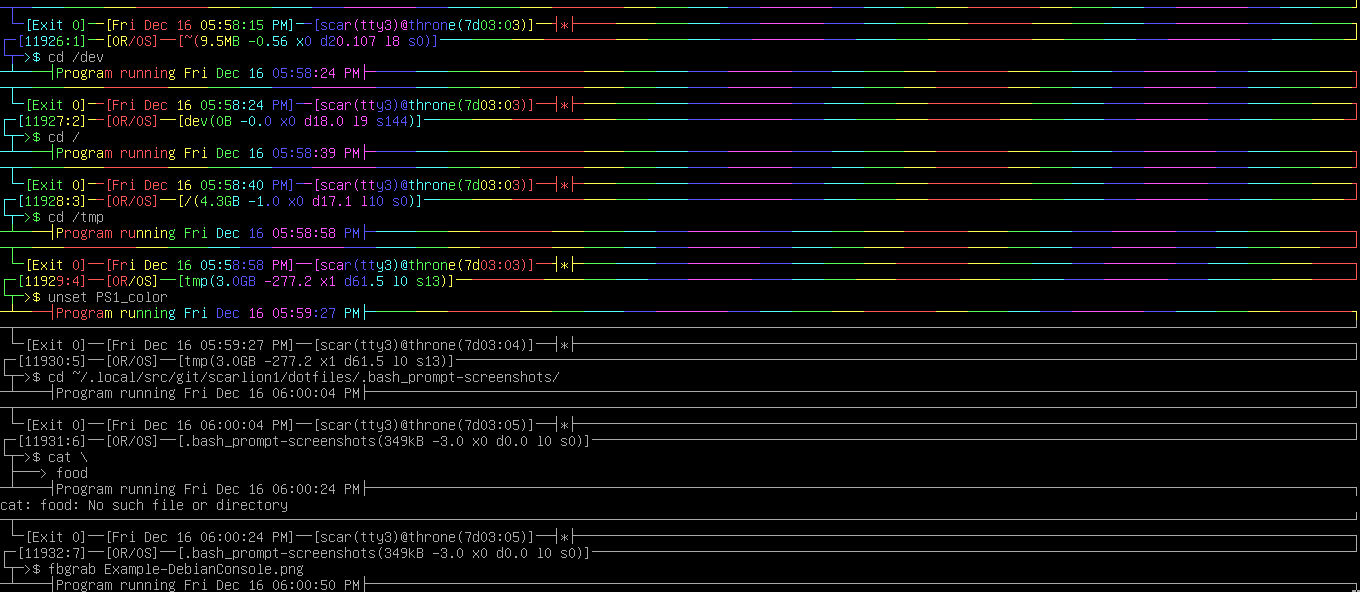 [Exit 0]──[Fri Dec 16 05:58:15 PM]──[scar(tty3)@throne(7d03:03)]──┤*├
[11926:1]──[0R/0S]──[~(9.5MB -0.56 x0 d20.107 l8 s0)]
>$ cd /dev
┤Program running Fri Dec 16 05:58:24 PM├
[Exit 0]──[Fri Dec 16 05:58:24 PM]──[scar(tty3)@throne(7d03:03)]──┤*├
[11927:2]──[0R/0S]──[dev(0B -0.0 x0 d18.0 l9 s144)]
>$ cd /
┤Program running Fri Dec 16 05:58:39 PM├
[Exit 0]──[Fri Dec 16 05:58:40 PM]──[scar(tty3)@throne(7d03:03)]──┤*├
[11928:3]──[0R/0S]──[/(4.3GB -1.0 x0 d17.1 l10 s0)]
>$ cd /tmp
┤Program running Fri Dec 16 05:58:58 PM├
[Exit 0]──[Fri Dec 16 05:58:58 PM]──[scar(tty3)@throne(7d03:03)]──┤*├
[11929:4]──[0R/0S]──[tmp(3.0GB -277.2 x1 d61.5 l0 s13)]
>$ unset PS1_color
┤Program running Fri Dec 16 05:59:27 PM├
[Exit 0]──[Fri Dec 16 05:59:27 PM]──[scar(tty3)@throne(7d03:04)]──┤*├
[11930:5]──[0R/0S]──[tmp(3.0GB -277.2 x1 d61.5 l0 s13)]
>$ cd ~/.local/src/git/scarlion1/dotfiles/.bash_prompt-screenshots/
┤Program running Fri Dec 16 06:00:04 PM├
[Exit 0]──[Fri Dec 16 06:00:04 PM]──[scar(tty3)@throne(7d03:05)]──┤*├
[11931:6]──[0R/0S]──[.bash_prompt-screenshots(349kB -3.0 x0 d0.0 l0 s0)]
>$ cat \
> food
┤Program running Fri Dec 16 06:00:24 PM├
cat: food: No such file or directory
[Exit 0]──[Fri Dec 16 06:00:24 PM]──[scar(tty3)@throne(7d03:05)]──┤*├
[11932:7]──[0R/0S]──[.bash_prompt-screenshots(349kB -3.0 x0 d0.0 l0 s0)]
>$ fbgrab Example-DebianConsole.png
┤Program running Fri Dec 16 06:00:50 PM├